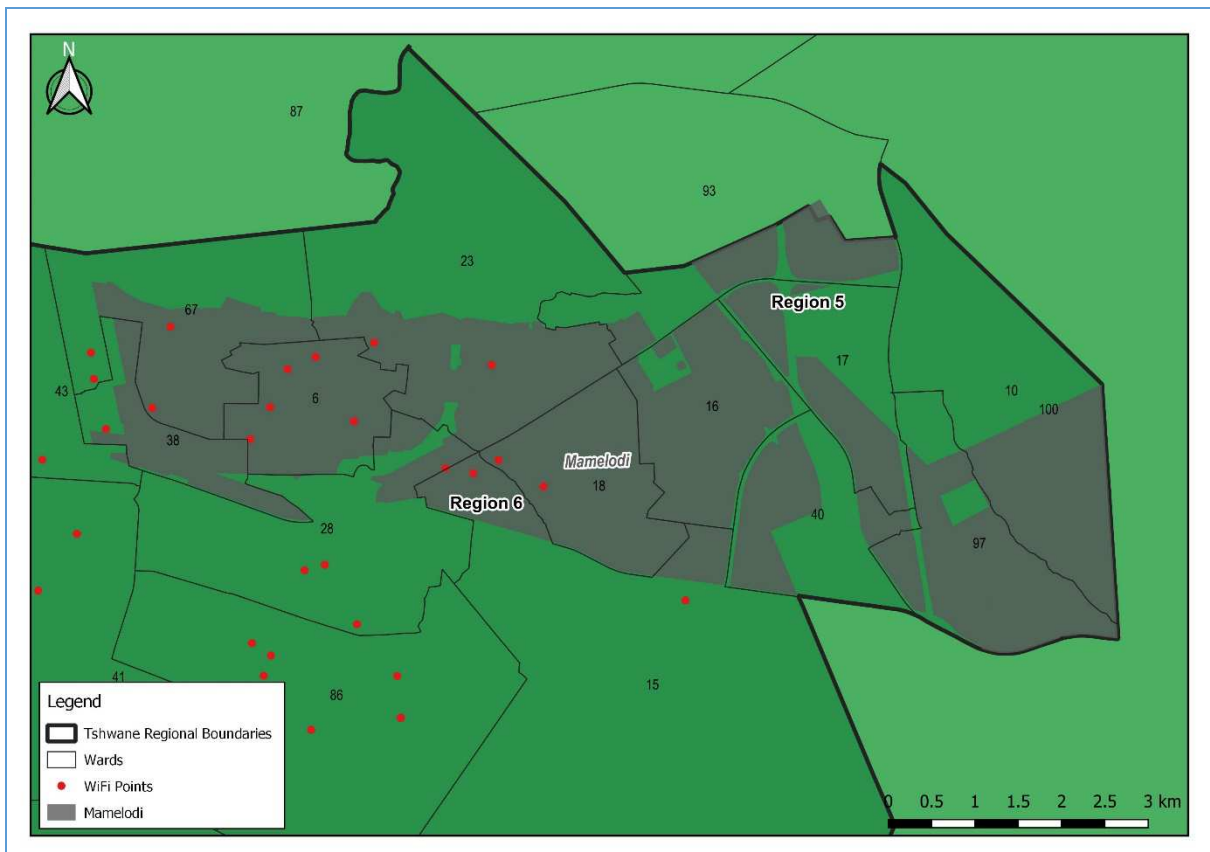 N
87
93
23
Region 5
67
17
10
100
43
6
16
38
Mamelodi
18
Region 6
28
40
97
15
86
41
Legend
Tshwane Regional Boundaries
Wards
WiFi Points
Mamelodi
0 0.5 1 1.5 2 2.5 3 km